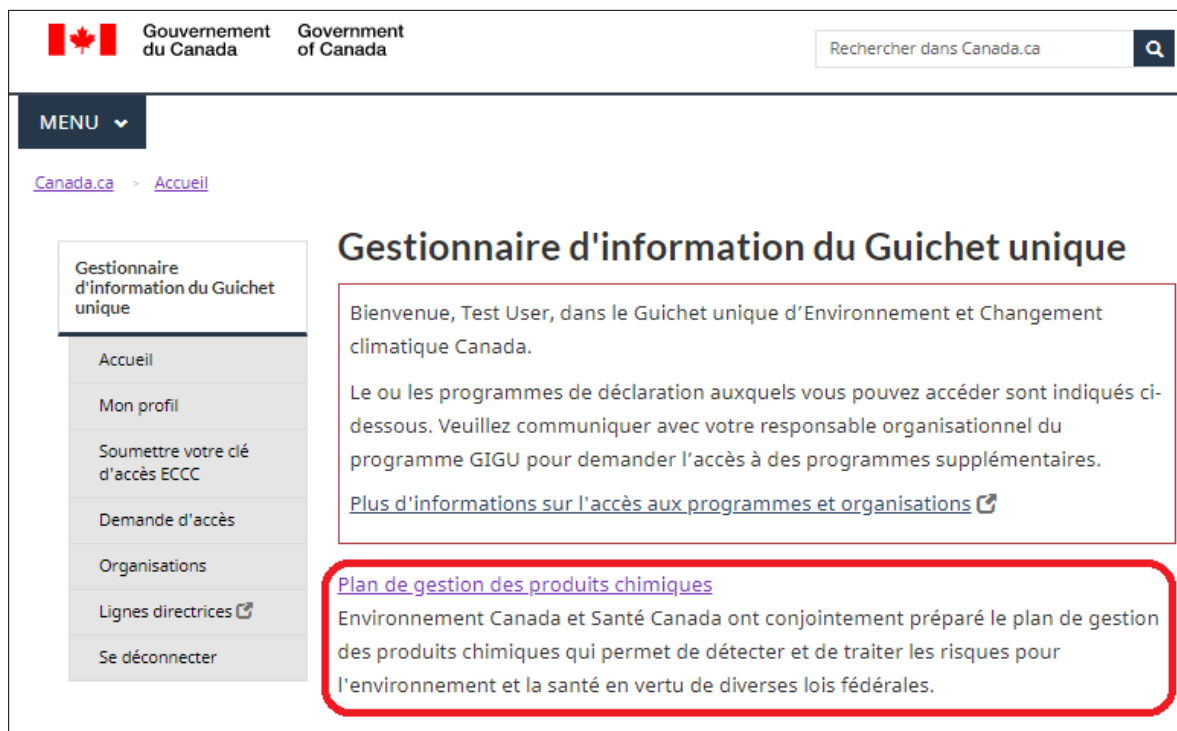 Gouvernement du Canada
Government of Canada
Rechercher dans Canada.ca
MENU
Canada.ca > Accueil
Gestionnaire d'information du Guichet unique
Accueil
Mon profil
Soumettre votre clé d'accès ECCC
Demande d'accès
Organisations
Lignes directrices
Se déconnecter
Gestionnaire d'information du Guichet unique
Bienvenue, Test User, dans le Guichet unique d’Environnement et Changement
climatique Canada.
Le ou les programmes de déclaration auxquels vous pouvez accéder sont indiqués ci-
dessous. Veuillez communiquer avec votre responsable organisationnel du
programme GIGU pour demander l’accès à des programmes supplémentaires.
Plus d'informations sur l'accès aux programmes et organisations
Plan de gestion des produits chimiques
Environnement Canada et Santé Canada ont conjointement préparé le plan de gestion
des produits chimiques qui permet de détecter et de traiter les risques pour
l'environnement et la santé en vertu de diverses lois fédérales.